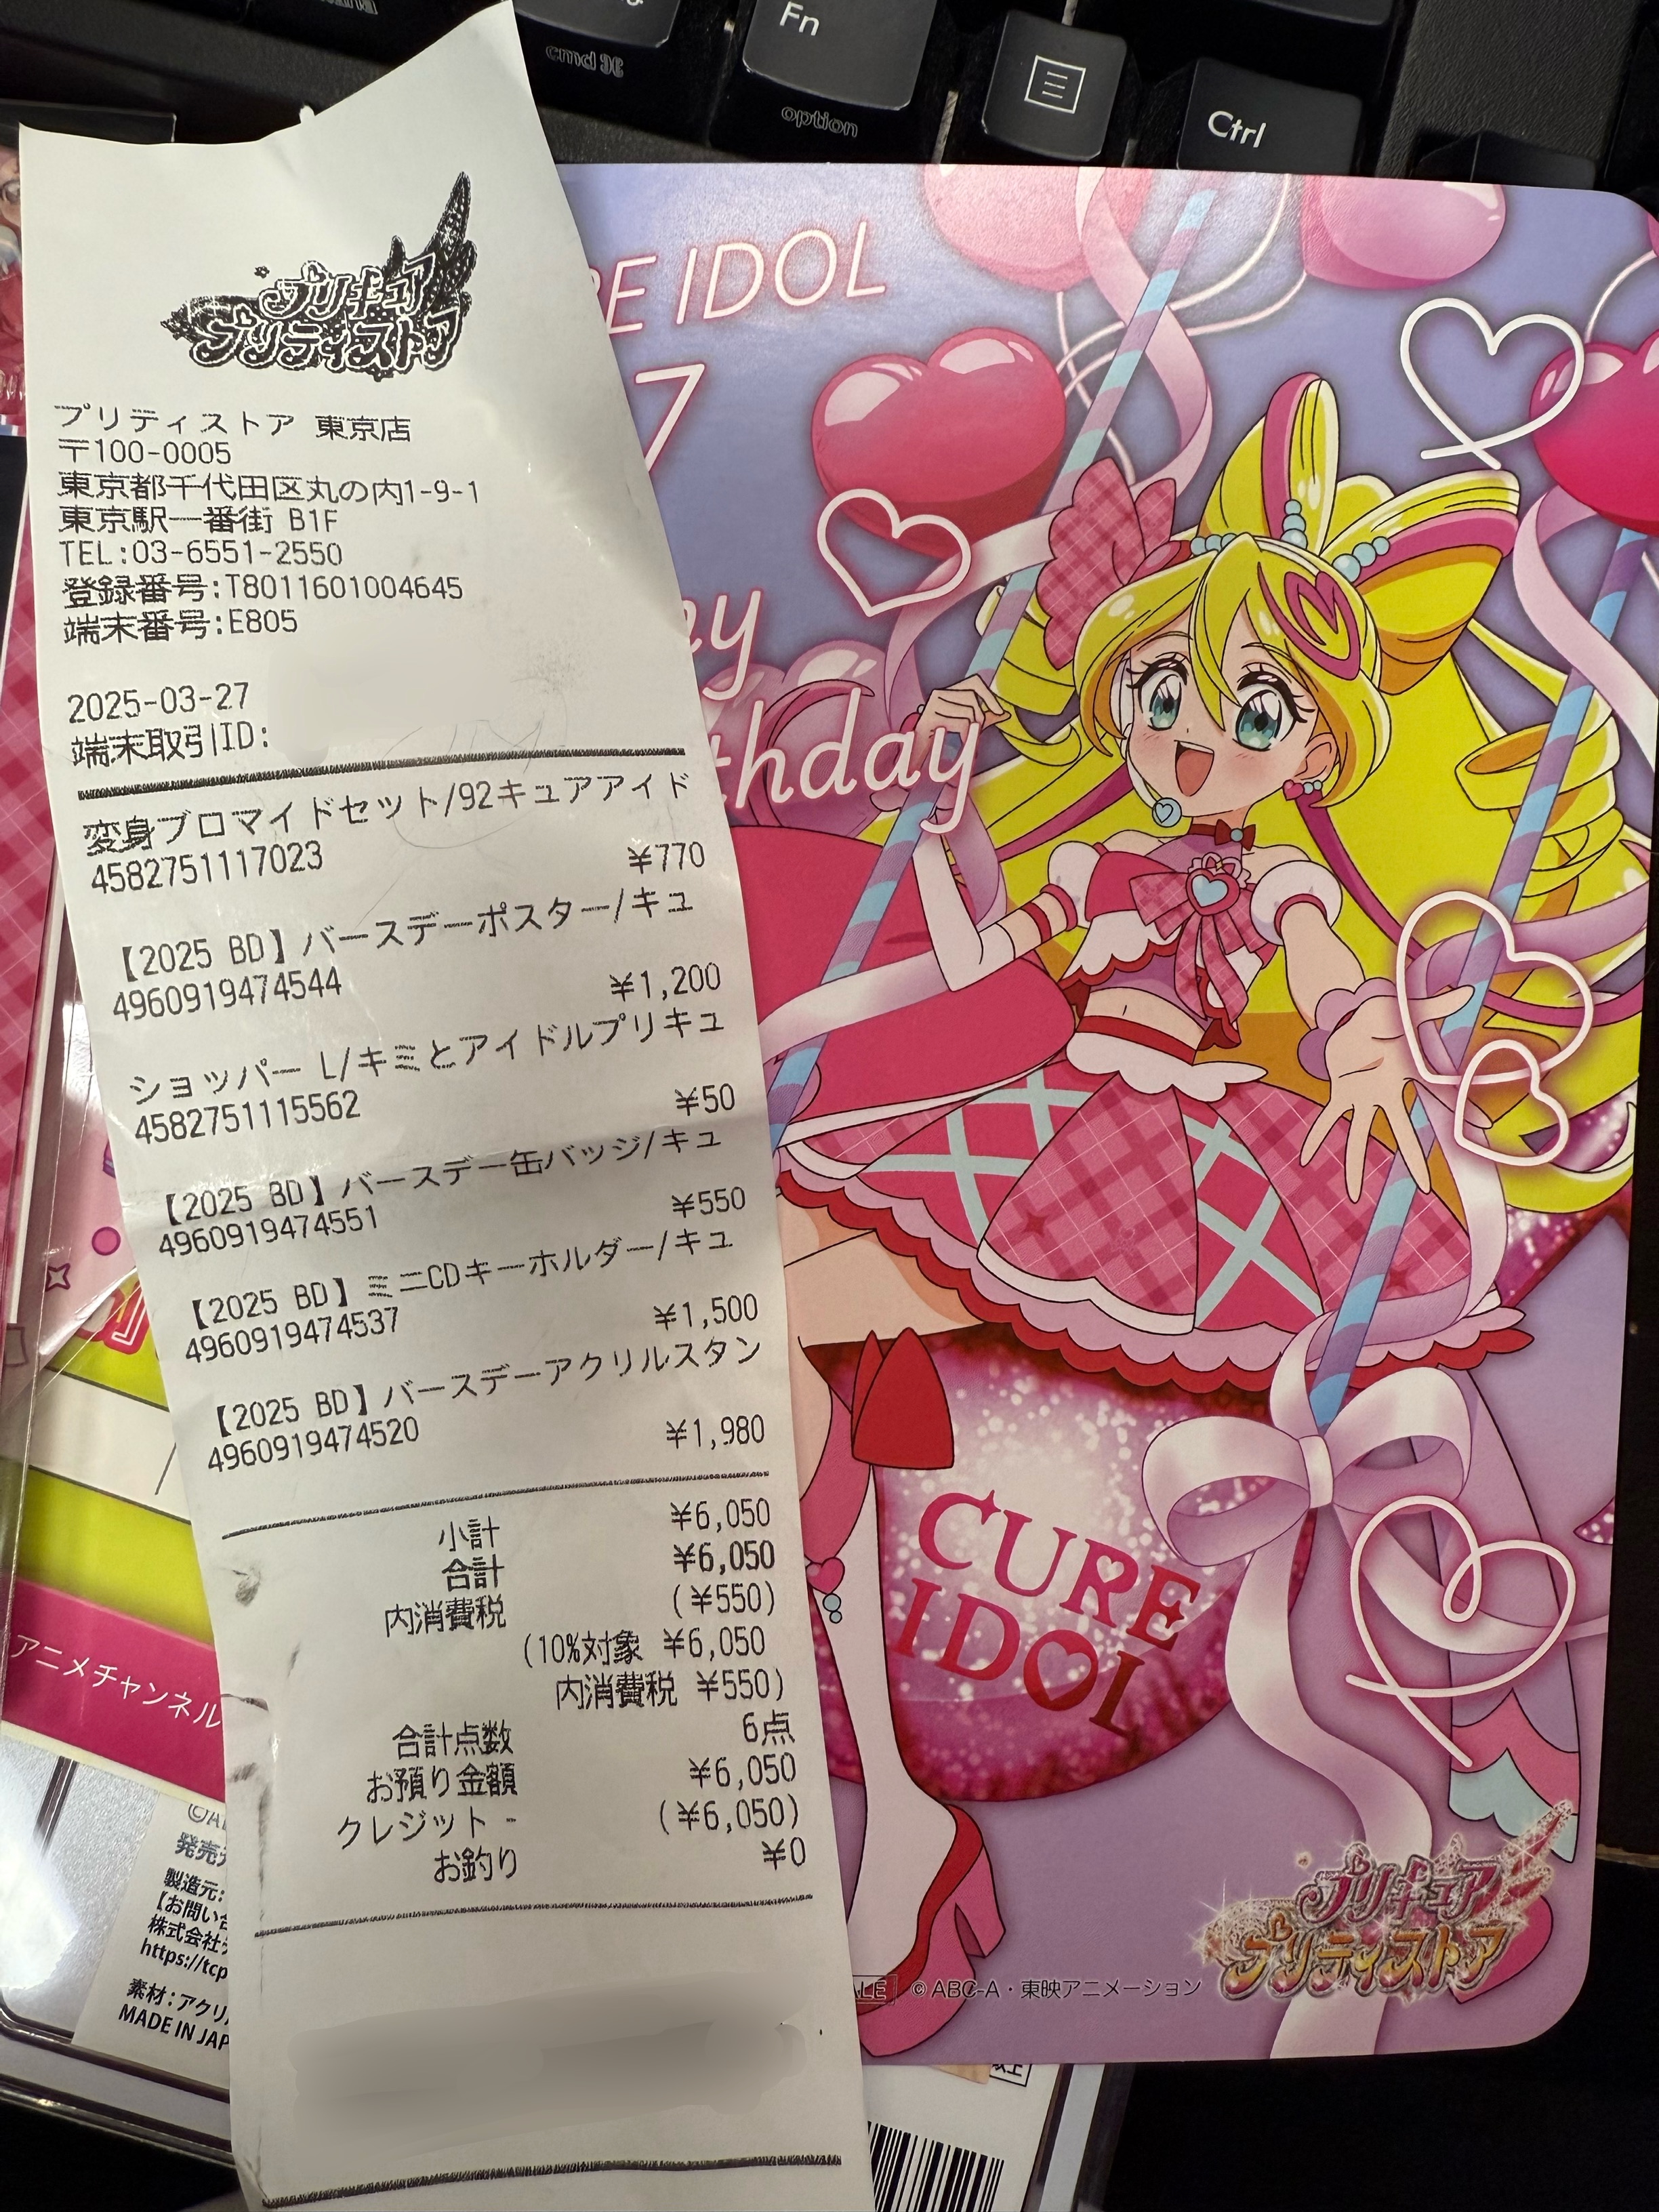 Fn
cmd ⌘
option
Ctrl
プリキュア
プリティストア
プリティストア 東京店
〒100-0005
東京都千代田区丸の内1-9-1
東京駅一番街 B1F
TEL:03-6551-2550
登録番号:T8011601004645
端末番号:E805
2025-03-27
端末取引ID:
変身ブロマイドセット/92キュアアイド
4582751117023 ¥770
【2025 BD】バースデーポスター/キュ
4960919474544 ¥1,200
ショッパー L/キミとアイドルプリキュ
4582751115562 ¥50
【2025 BD】バースデー缶バッジ/キュ
4960919474551 ¥550
【2025 BD】ミニCDキーホルダー/キュ
4960919474537 ¥1,500
【2025 BD】バースデーアクリルスタン
4960919474520 ¥1,980
小計 ¥6,050
合計 ¥6,050
内消費税 (¥550)
(10%対象 ¥6,050
内消費税 ¥550)
合計点数 6点
お預り金額 ¥6,050
クレジット - (¥6,050)
お釣り ¥0
RE IDOL
7
thday
CURE
IDOL
プリキュア
プリティストア
ALE ©ABC-A・東映アニメーション
アニメチャンネル
発売
製造元:
【お問い合
株式会社
https://tcp
素材:アクリ
MADE IN JAP